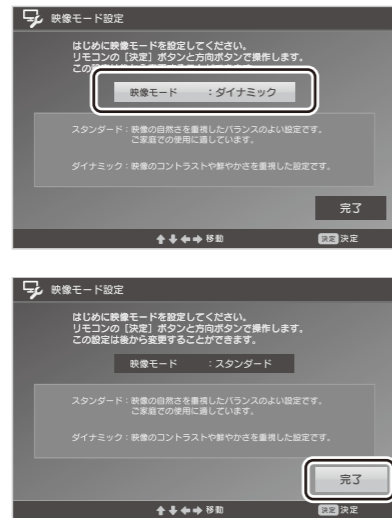 映像モード設定
はじめに映像モードを設定してください。
リモコンの［決定］ボタンと方向ボタンで操作します。
この
映像モード　：ダイナミック
スタンダード：映像の自然さを重視したバランスのよい設定です。
ご家庭での使用に適しています。
ダイナミック：映像のコントラストや鮮やかさを重視した設定です。
完了
移動
決定 決定
映像モード設定
はじめに映像モードを設定してください。
リモコンの［決定］ボタンと方向ボタンで操作します。
この設定は後から変更することができます。
映像モード　：スタンダード
スタンダード：映像の自然さを重視したバランスのよい設定です。
ご家庭での使用に適しています。
ダイナミック：映像のコントラストや鮮やかさを重視した設定です。
完了
移動
決定 決定